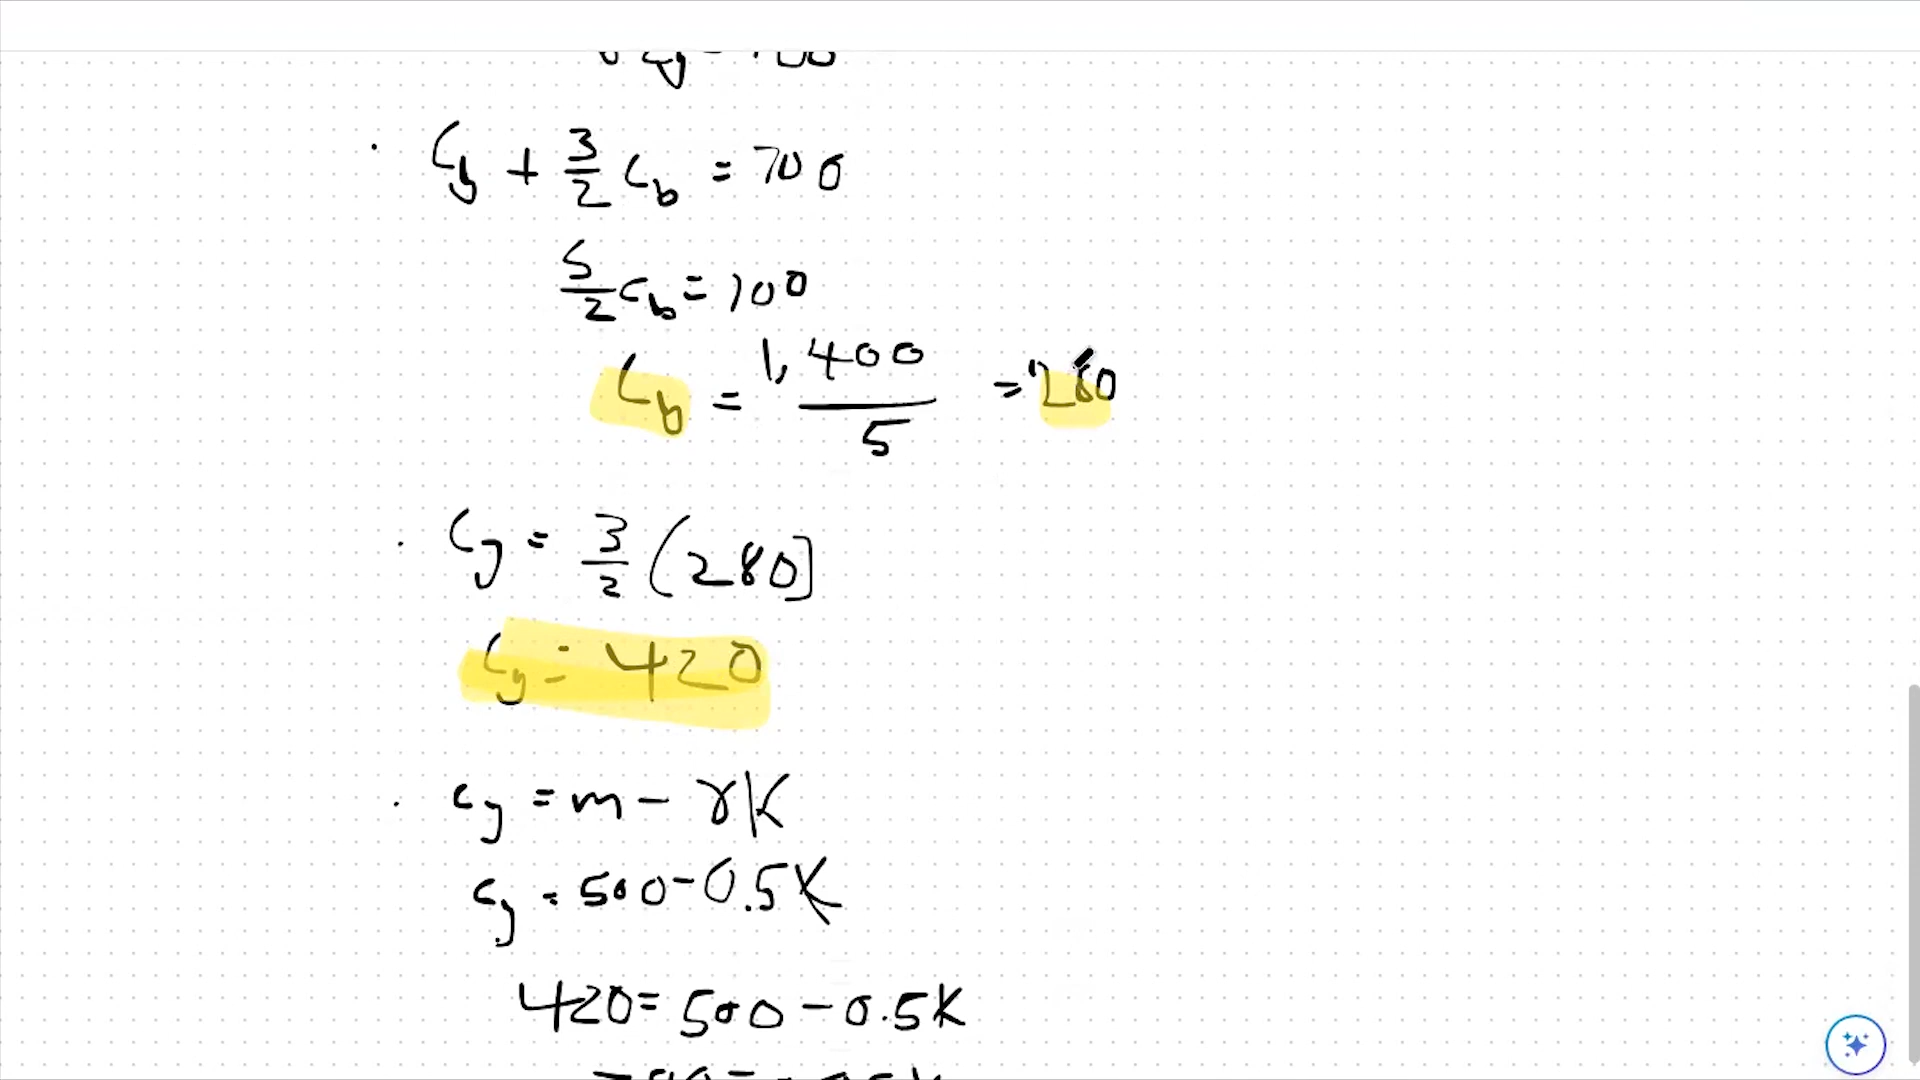 C_g + 3/2 C_b = 700
5/2 C_b = 700
C_b = 1,400/5 = 280
C_g = 3/2 (280]
C_g = 420
C_g = m - γK
C_g = 500 - 0.5K
420 = 500 - 0.5K